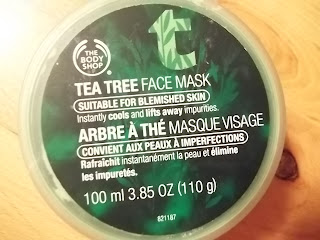 THE
BODY
SHOP
t
TEA TREE FACE MASK
SUITABLE FOR BLEMISHED SKIN
Instantly cools and lifts away impurities.
ARBRE À THÉ MASQUE VISAGE
CONVIENT AUX PEAUX À IMPERFECTIONS
Rafraîchit instantanément la peau et élimine
les impuretés.
100 ml 3.85 OZ (110 g)
821187